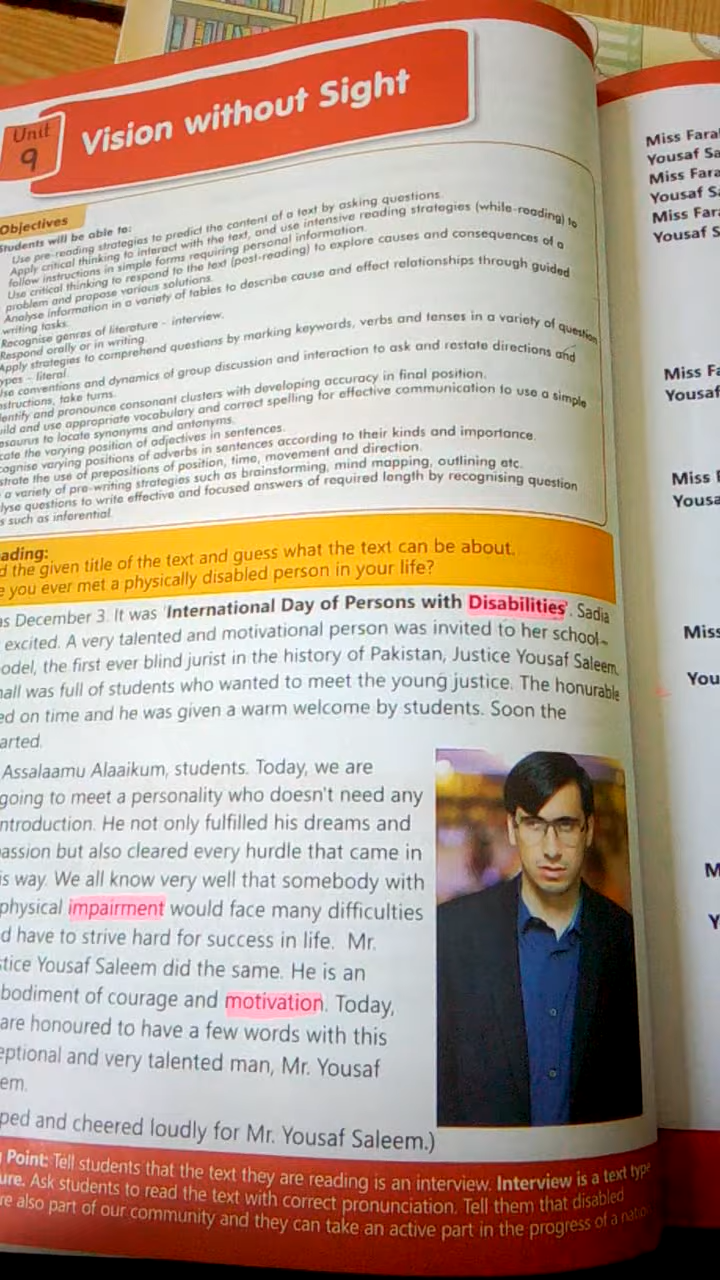 Unit
9
Vision without Sight
Objectives
Students will be able to:
Use pre-reading strategies to predict the content of a text by asking questions.
Apply critical thinking to interact with the text, and use intensive reading strategies (while-reading) to
follow instructions in simple forms requiring personal information.
Use critical thinking to respond to the text (post-reading) to explore causes and consequences of a
problem and propose various solutions.
Analyse information in a variety of tables to describe cause and effect relationships through guided
writing tasks.
Recognise genres of literature - interview.
Respond orally or in writing.
Apply strategies to comprehend questions by marking keywords, verbs and tenses in a variety of question
ypes - literal.
se conventions and dynamics of group discussion and interaction to ask and restate directions and
structions, take turns.
entify and pronounce consonant clusters with developing accuracy in final position.
uild and use appropriate vocabulary and correct spelling for effective communication to use a simple
esaurus to locate synonyms and antonyms.
cate the varying position of adjectives in sentences.
ognise varying positions of adverbs in sentences according to their kinds and importance.
strate the use of prepositions of position, time, movement and direction.
a variety of pre-writing strategies such as brainstorming, mind mapping, outlining etc.
lyse questions to write effective and focused answers of required length by recognising question
s such as inferential.
ading:
d the given title of the text and guess what the text can be about.
e you ever met a physically disabled person in your life?
as December 3. It was 'International Day of Persons with Disabilities'. Sadia
excited. A very talented and motivational person was invited to her school-
odel, the first ever blind jurist in the history of Pakistan, Justice Yousaf Saleem.
hall was full of students who wanted to meet the young justice. The honurable
ed on time and he was given a warm welcome by students. Soon the
arted.
Assalaamu Alaaikum, students. Today, we are
going to meet a personality who doesn't need any
ntroduction. He not only fulfilled his dreams and
assion but also cleared every hurdle that came in
is way. We all know very well that somebody with
physical impairment would face many difficulties
d have to strive hard for success in life. Mr.
stice Yousaf Saleem did the same. He is an
bodiment of courage and motivation. Today,
are honoured to have a few words with this
eptional and very talented man, Mr. Yousaf
em.
ped and cheered loudly for Mr. Yousaf Saleem.)
Point: Tell students that the text they are reading is an interview. Interview is a text type
ure. Ask students to read the text with correct pronunciation. Tell them that disabled
re also part of our community and they can take an active part in the progress of a
Miss Fara
Yousaf Sa
Miss Fara
Yousaf S
Miss Far
Yousaf S
Miss Fa
Yousaf
Miss
Yousa
Miss
You
M
Y